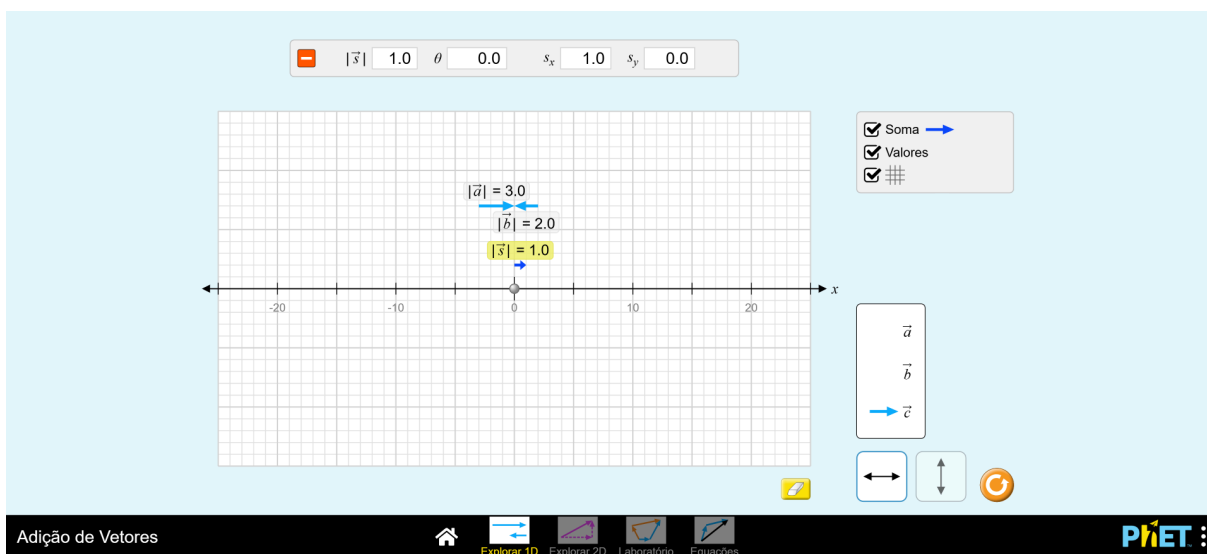 |s⃗| 1.0 θ 0.0 sₓ 1.0 sᵧ 0.0
Soma
Valores
|a⃗| = 3.0
|b⃗| = 2.0
|s⃗| = 1.0
x
-20 -10 0 10 20
a⃗
b⃗
c⃗
Adição de Vetores
Explorar 1D Explorar 2D Laboratório Equações
PhET